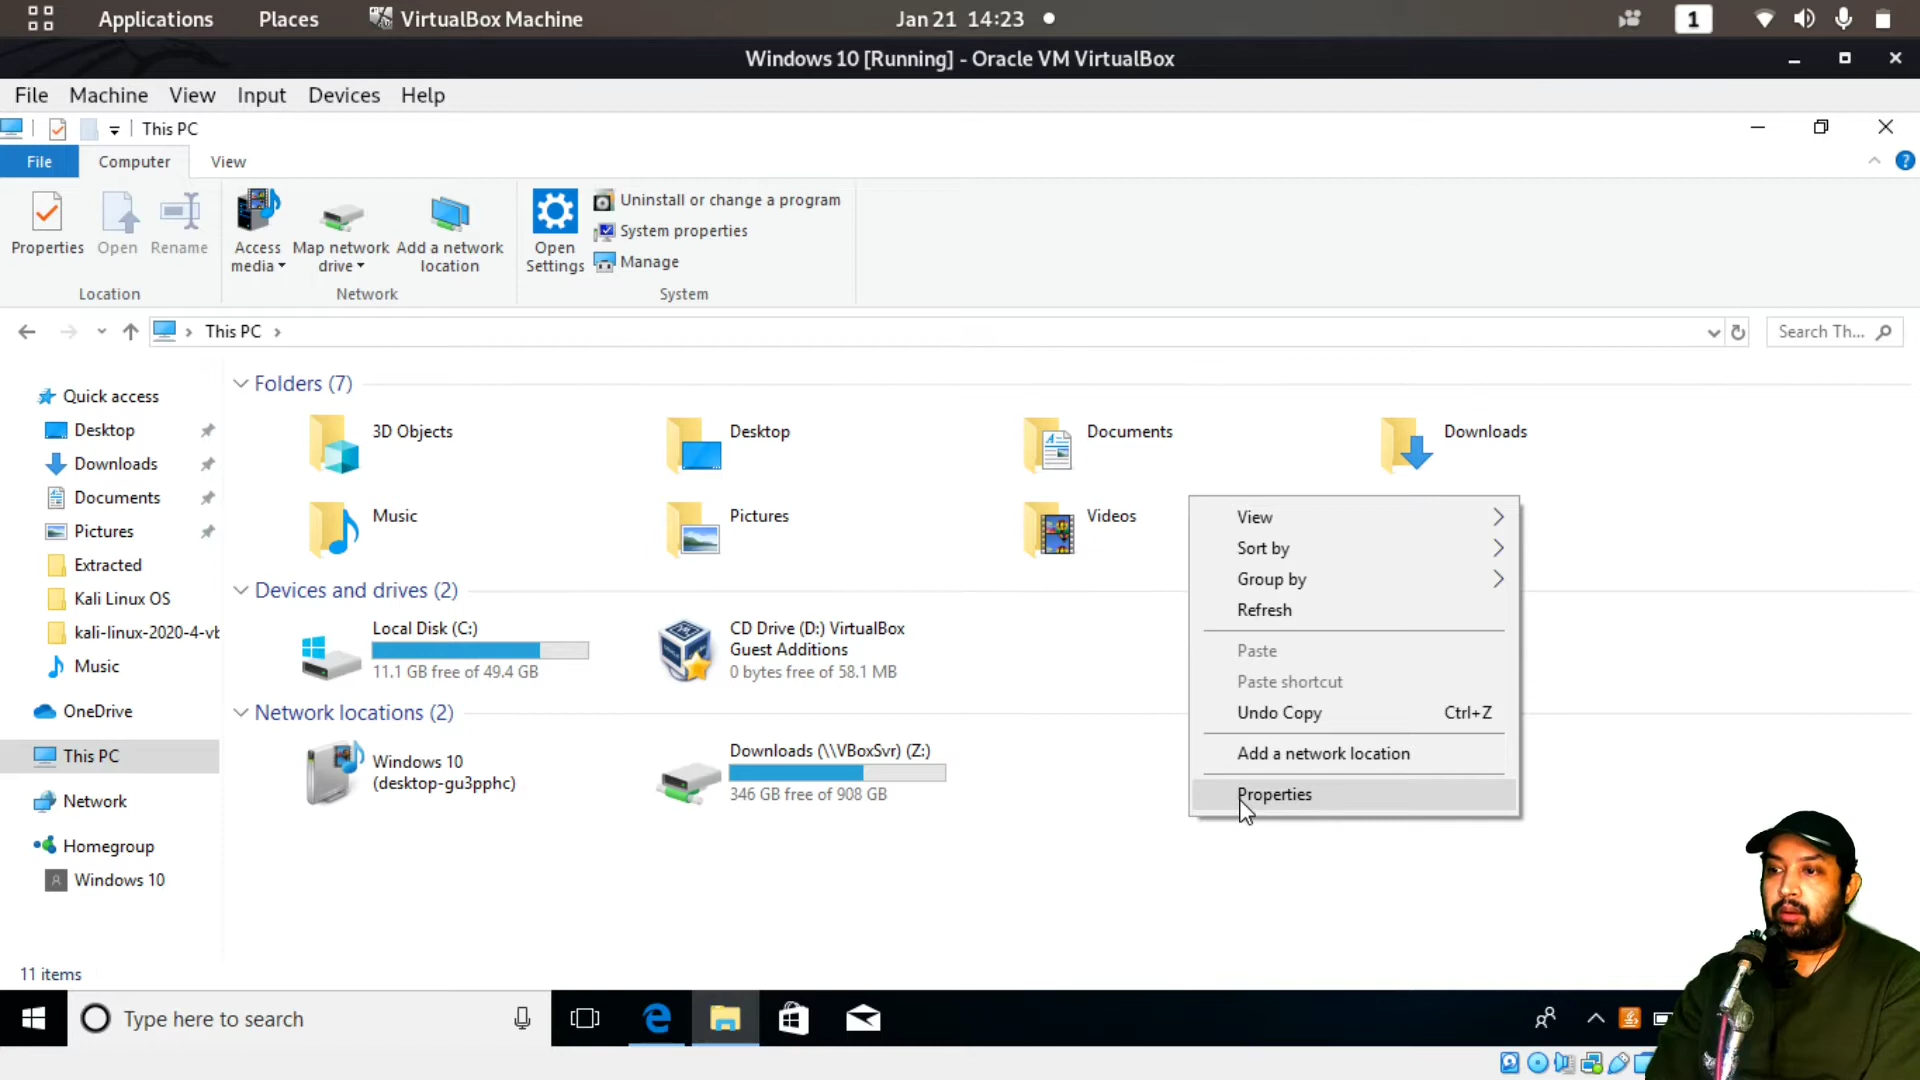 Applications Places VirtualBox Machine Jan 21 14:23 1
Windows 10 [Running] - Oracle VM VirtualBox
File Machine View Input Devices Help
This PC
File Computer View
Properties Open Rename Access media Map network drive Add a network location Open Settings Uninstall or change a program
System properties
Manage
Location Network System
This PC Search Th...
Quick access
Desktop
Downloads
Documents
Pictures
Extracted
Kali Linux OS
kali-linux-2020-4-vb
Music
OneDrive
This PC
Network
Homegroup
Windows 10
Folders (7)
3D Objects Desktop Documents Downloads
Music Pictures Videos
Devices and drives (2)
Local Disk (C:)
11.1 GB free of 49.4 GB
CD Drive (D:) VirtualBox
Guest Additions
0 bytes free of 58.1 MB
Network locations (2)
Windows 10
(desktop-gu3pphc)
Downloads (\\VBoxSvr) (Z:)
346 GB free of 908 GB
View
Sort by
Group by
Refresh
Paste
Paste shortcut
Undo Copy Ctrl+Z
Add a network location
Properties
11 items
Type here to search